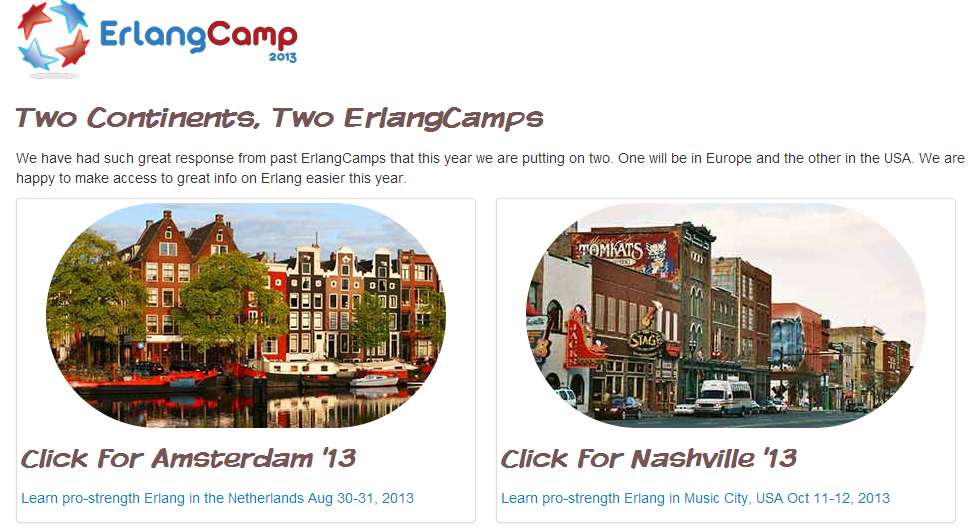 ErlangCamp
2013
Two Continents, Two ErlangCamps
We have had such great response from past ErlangCamps that this year we are putting on two. One will be in Europe and the other in the USA. We are
happy to make access to great info on Erlang easier this year.
TOMKATS
STAGE
Click For Amsterdam '13
Click For Nashville '13
Learn pro-strength Erlang in the Netherlands Aug 30-31, 2013
Learn pro-strength Erlang in Music City, USA Oct 11-12, 2013